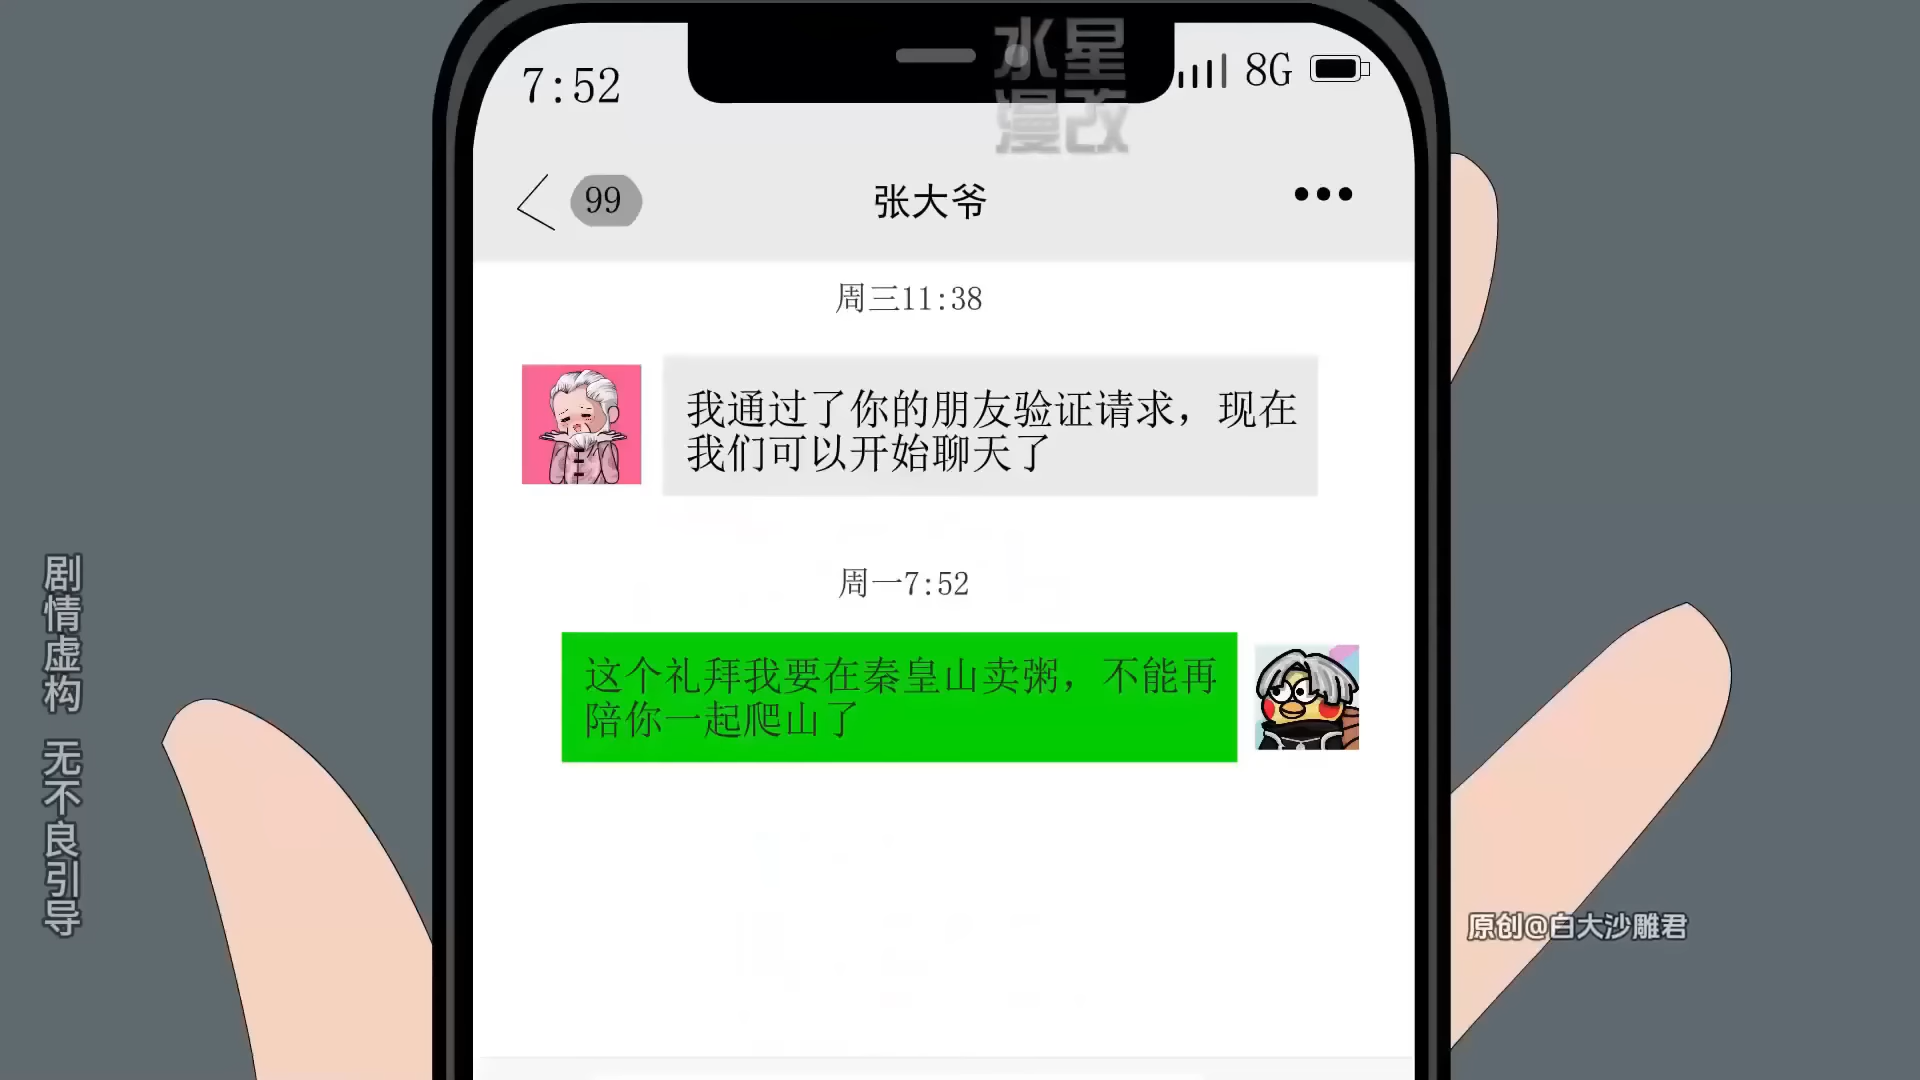 水星
漫改
7:52
8G
99
张大爷
周三11:38
我通过了你的朋友验证请求，现在
我们可以开始聊天了
周一7:52
这个礼拜我要在秦皇山卖粥，不能再
陪你一起爬山了
剧情虚构 无不良引导
原创@白大沙雕君